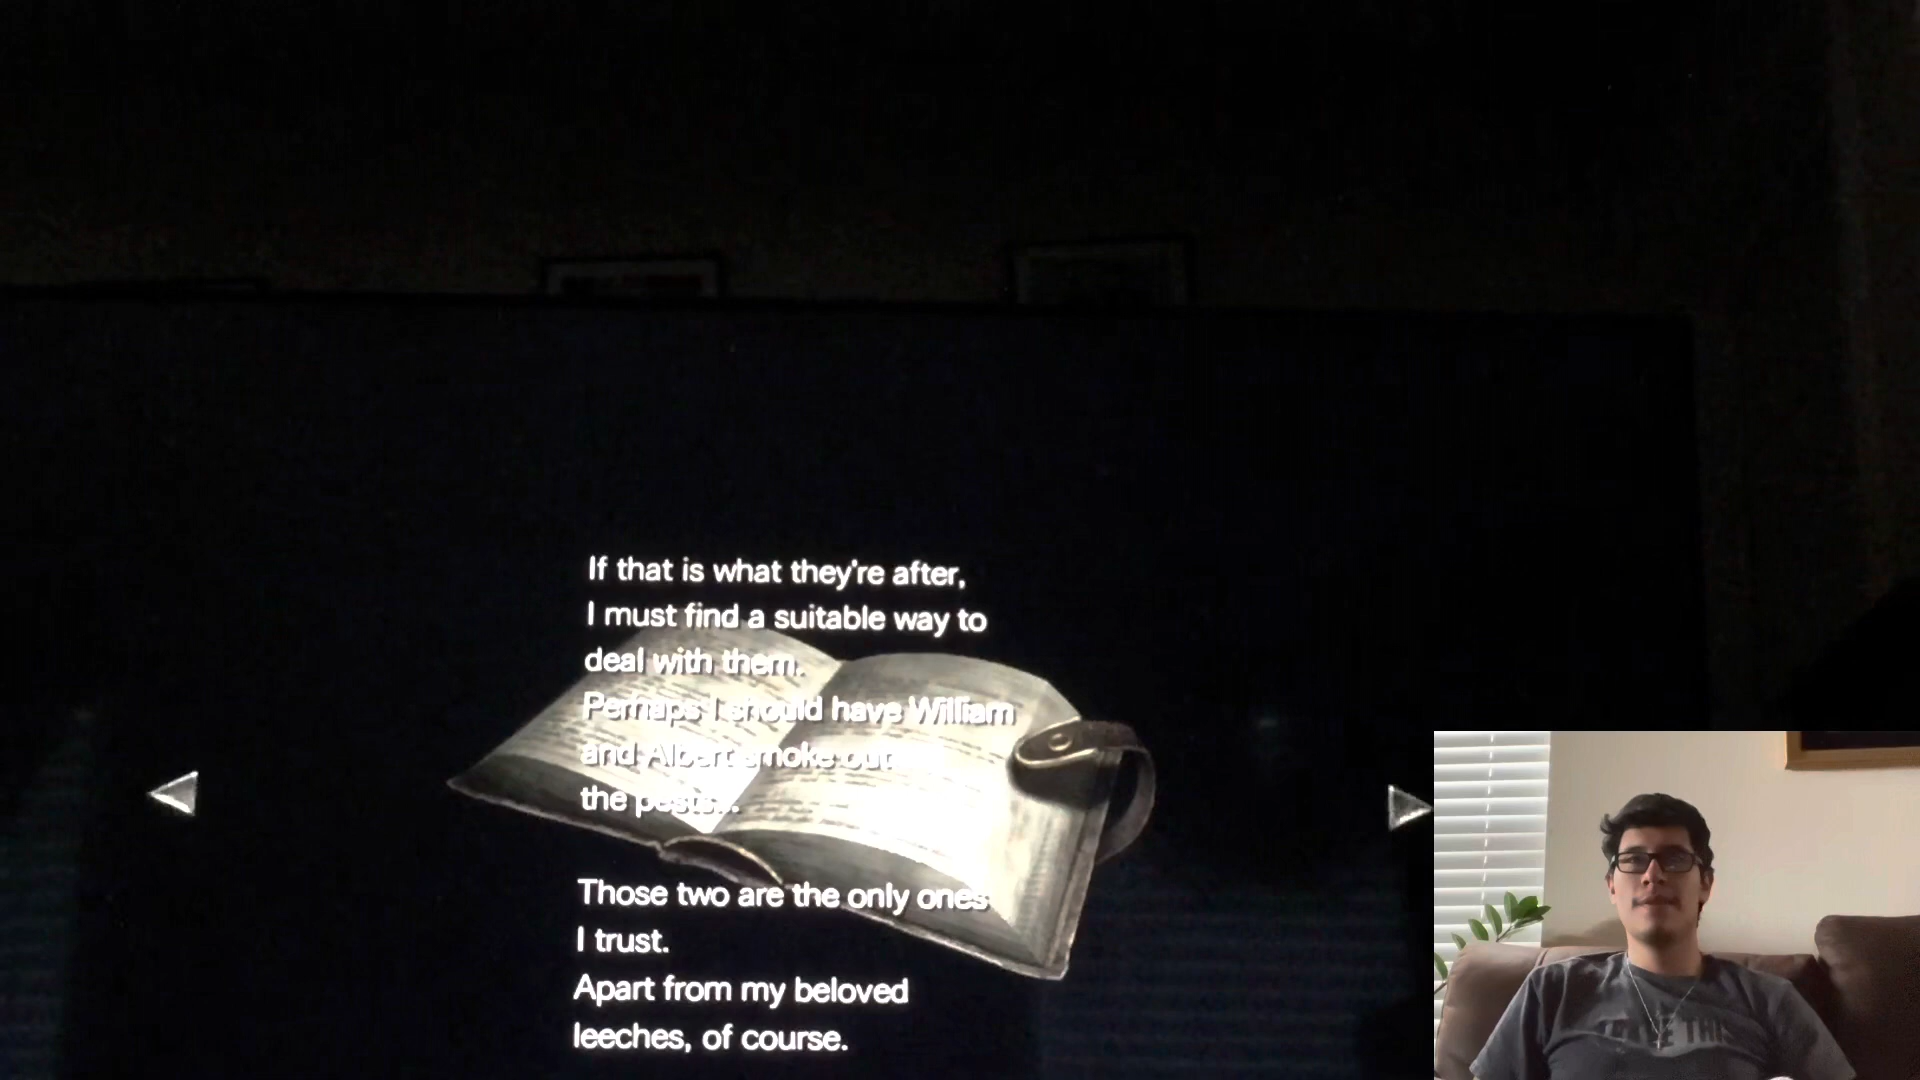 If that is what they're after,
I must find a suitable way to
deal with them.
Perhaps I should have William
and Albert smoke out
the pests...
Those two are the only ones
I trust.
Apart from my beloved
leeches, of course.